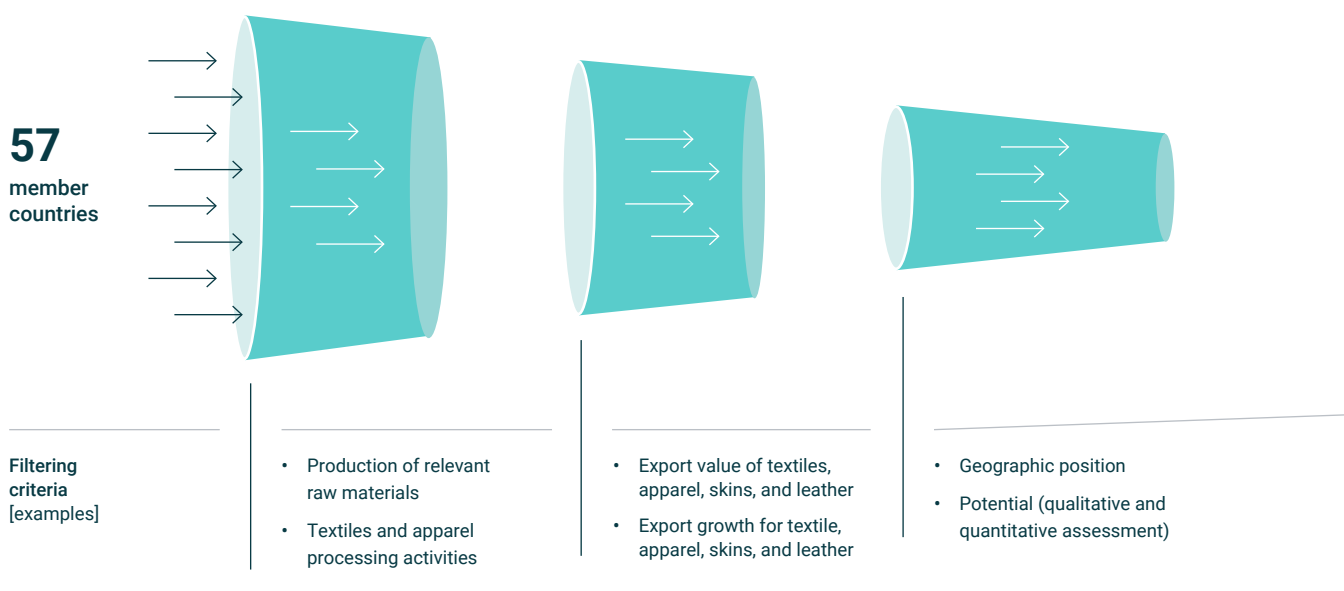 57
member
countries
Filtering
criteria
[examples]
• Production of relevant
raw materials
• Textiles and apparel
processing activities
• Export value of textiles,
apparel, skins, and leather
• Export growth for textile,
apparel, skins, and leather
• Geographic position
• Potential (qualitative and
quantitative assessment)